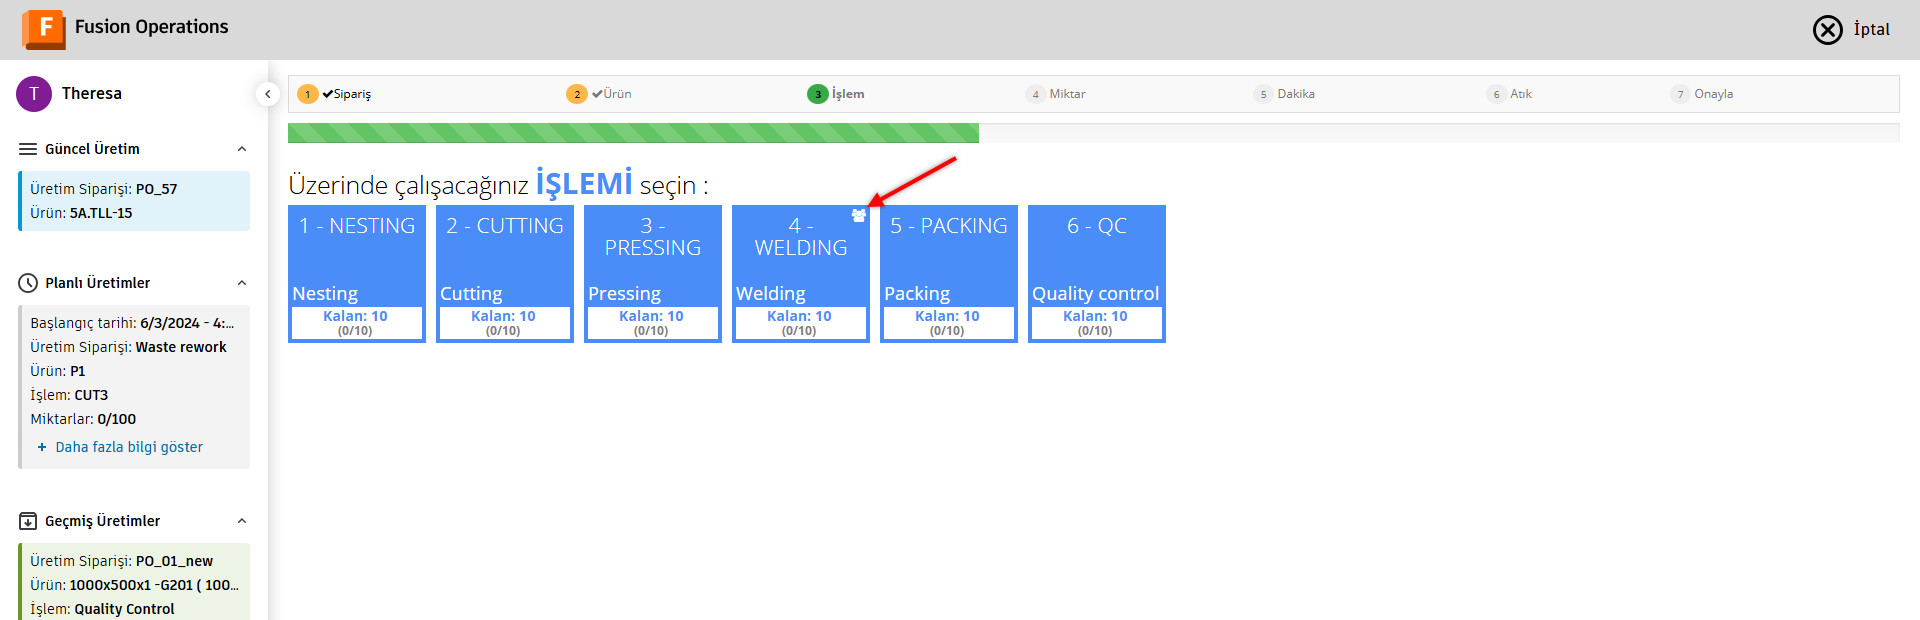 F Fusion Operations
İptal
T Theresa
Güncel Üretim
Üretim Siparişi: PO_57
Ürün: 5A.TLL-15
Planlı Üretimler
Başlangıç tarihi: 6/3/2024 - 4:...
Üretim Siparişi: Waste rework
Ürün: P1
İşlem: CUT3
Miktarlar: 0/100
+ Daha fazla bilgi göster
Geçmiş Üretimler
Üretim Siparişi: PO_01_new
Ürün: 1000x500x1 -G201 ( 100...
İşlem: Quality Control
1 Sipariş
2 Ürün
3 İşlem
4 Miktar
5 Dakika
6 Atık
7 Onayla
Üzerinde çalışacağınız İŞLEMİ seçin :
1 - NESTING
Nesting
Kalan: 10
(0/10)
2 - CUTTING
Cutting
Kalan: 10
(0/10)
3 -
PRESSING
Pressing
Kalan: 10
(0/10)
4 -
WELDING
Welding
Kalan: 10
(0/10)
5 - PACKING
Packing
Kalan: 10
(0/10)
6 - QC
Quality control
Kalan: 10
(0/10)